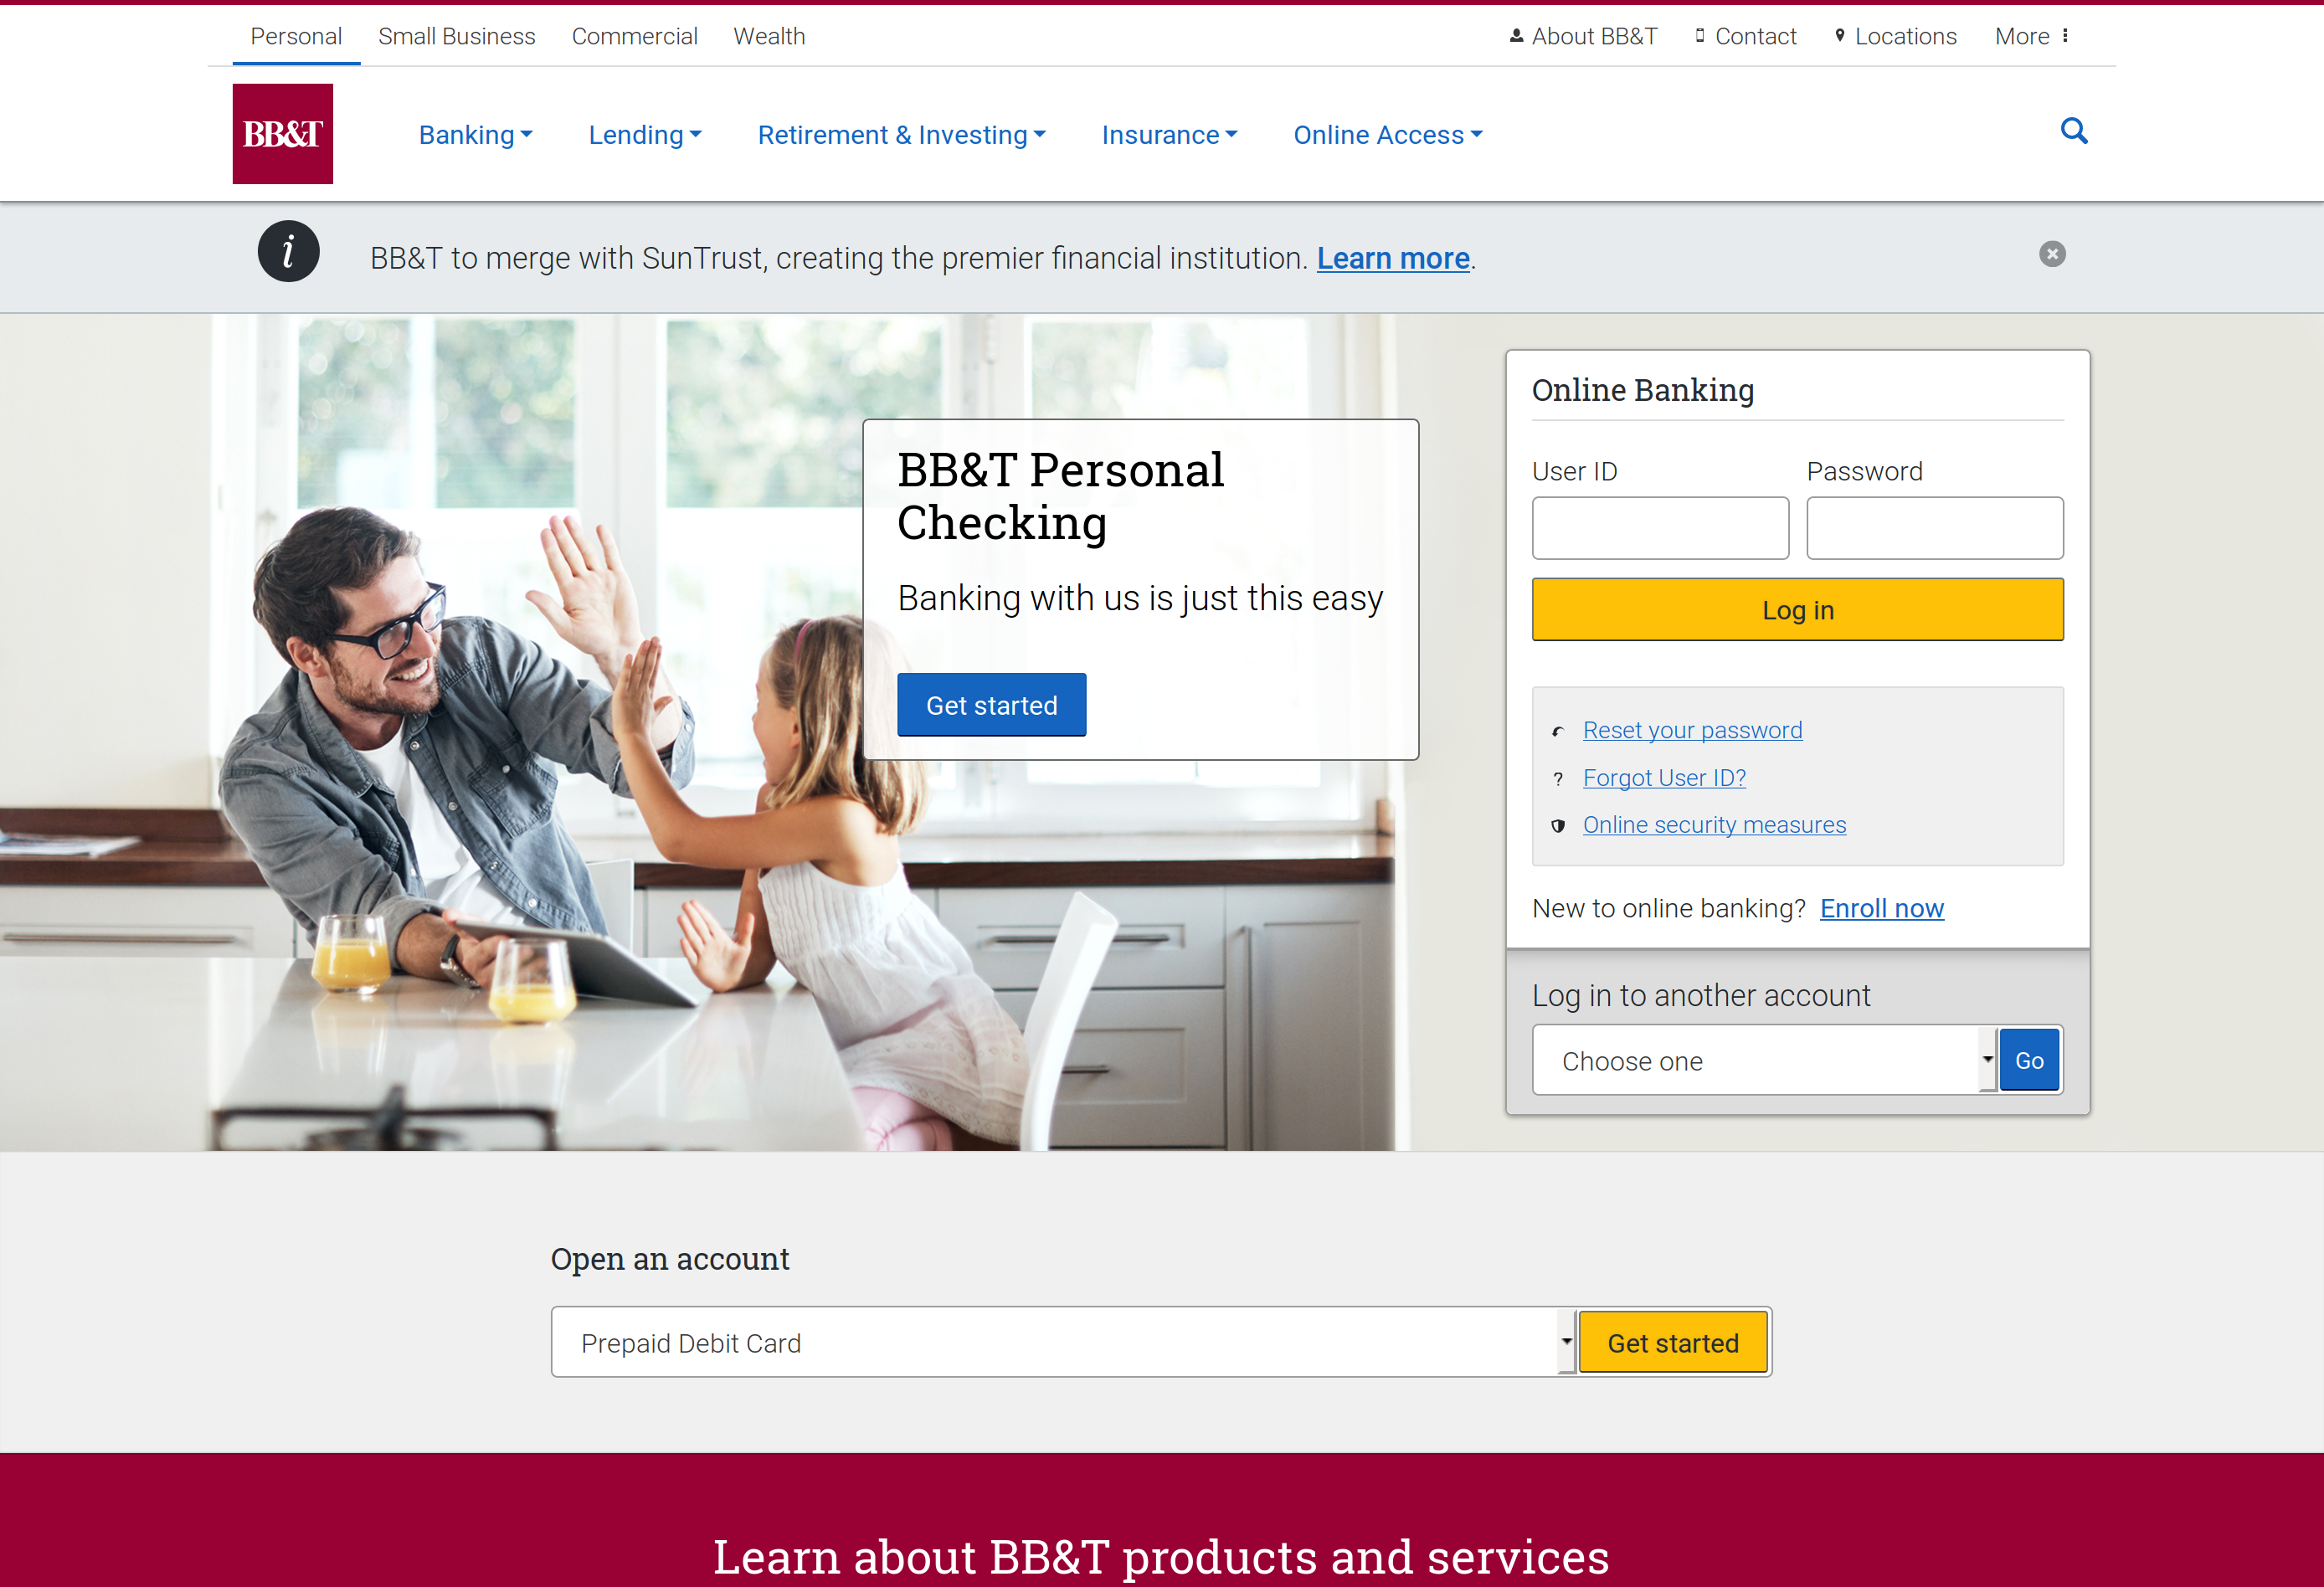 Personal Small Business Commercial Wealth About BB&T Contact Locations More
BB&T Banking Lending Retirement & Investing Insurance Online Access
i BB&T to merge with SunTrust, creating the premier financial institution. Learn more.
BB&T Personal
Checking
Banking with us is just this easy
Get started
Online Banking
User ID Password
Log in
Reset your password
? Forgot User ID?
Online security measures
New to online banking? Enroll now
Log in to another account
Choose one Go
Open an account
Prepaid Debit Card Get started
Learn about BB&T products and services